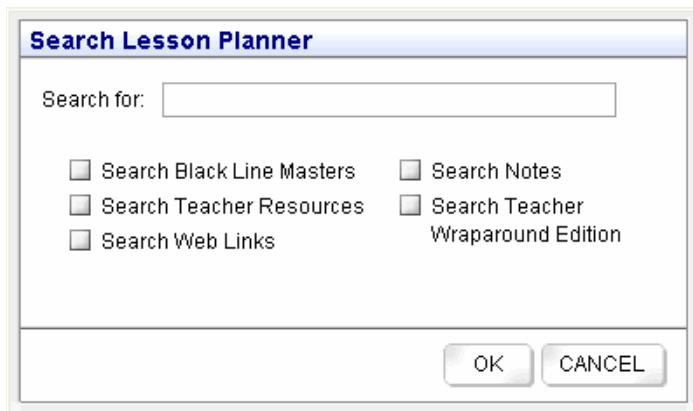 Search Lesson Planner
Search for:
Search Black Line Masters
Search Notes
Search Teacher Resources
Search Teacher
Wraparound Edition
Search Web Links
OK
CANCEL